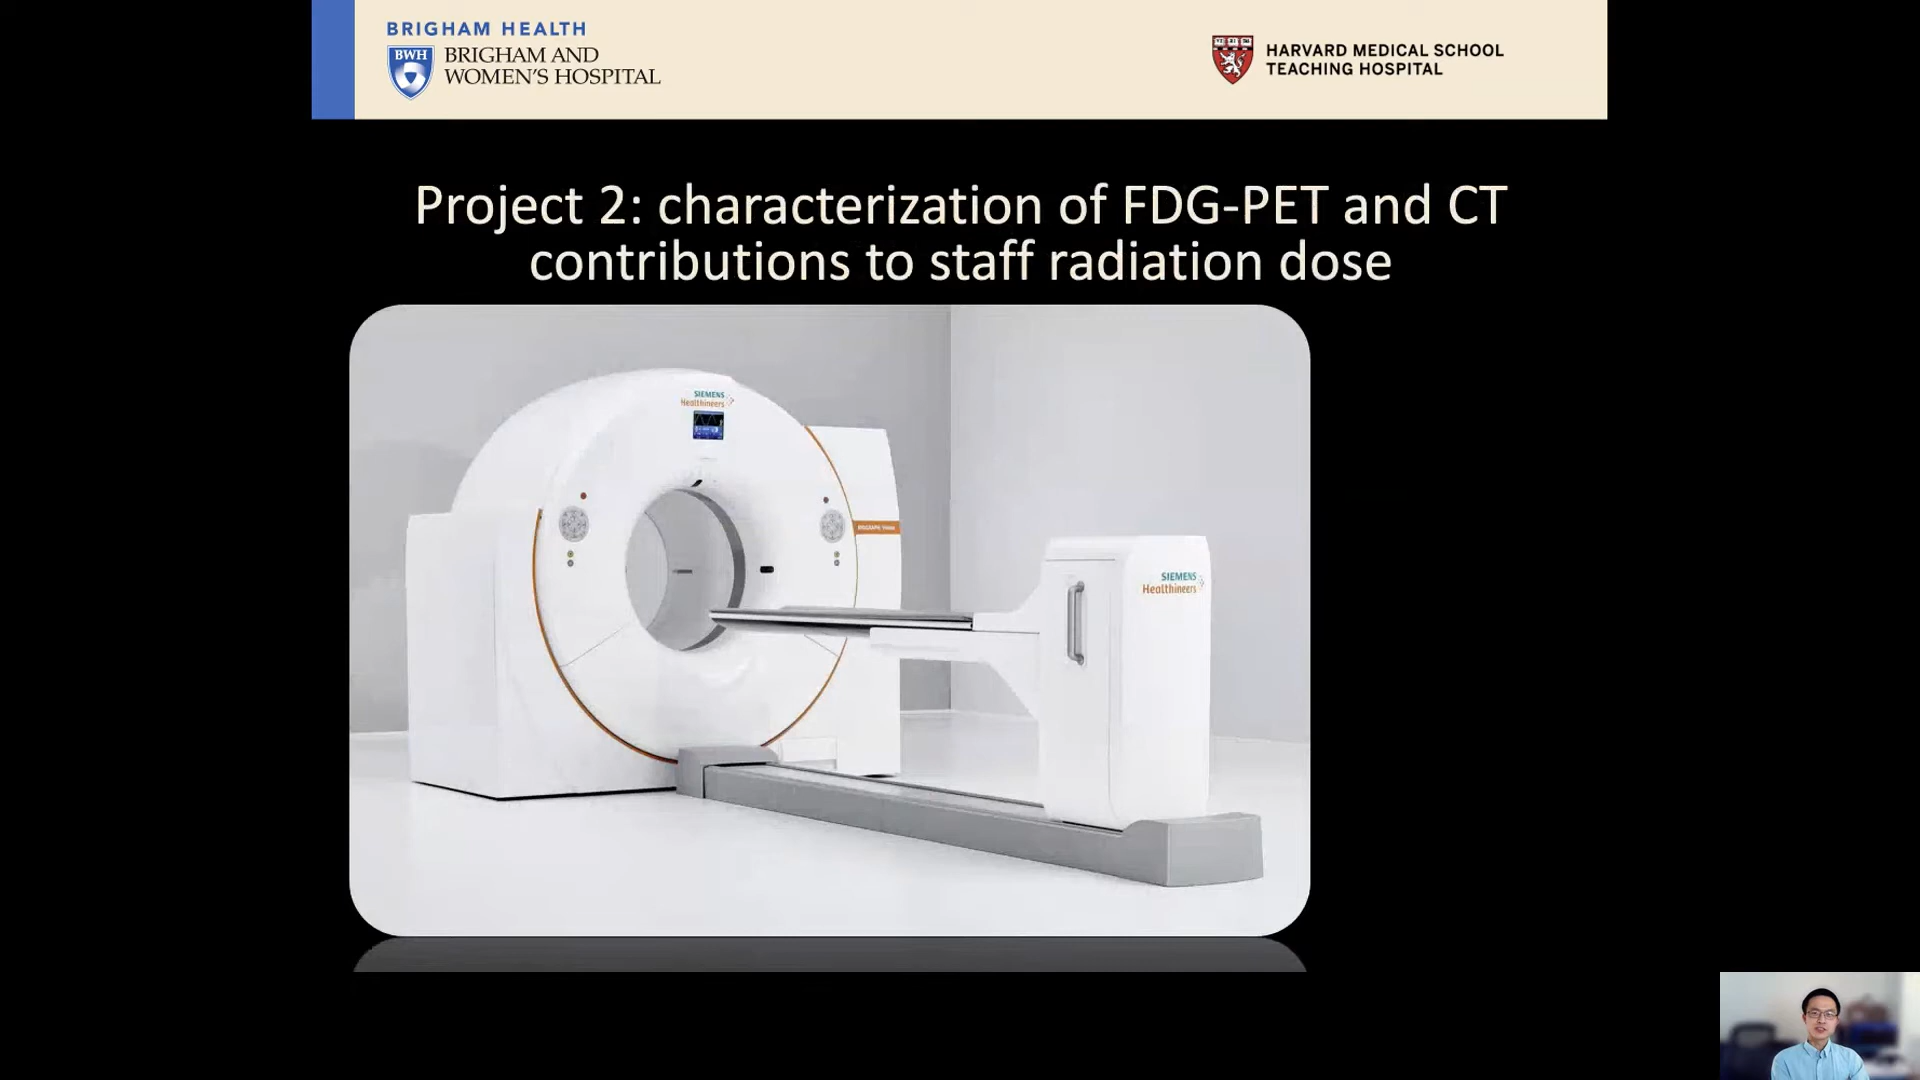 BRIGHAM HEALTH
BWH
BRIGHAM AND
WOMEN'S HOSPITAL
HARVARD MEDICAL SCHOOL
TEACHING HOSPITAL
Project 2: characterization of FDG-PET and CT
contributions to staff radiation dose
SIEMENS
Healthineers
SIEMENS
Healthineers